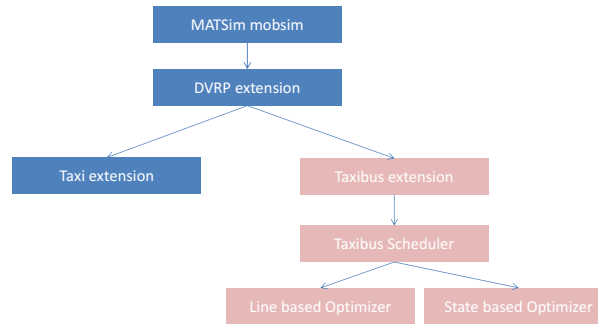 MATSim mobsim
DVRP extension
Taxi extension
Taxibus extension
Taxibus Scheduler
Line based Optimizer
State based Optimizer